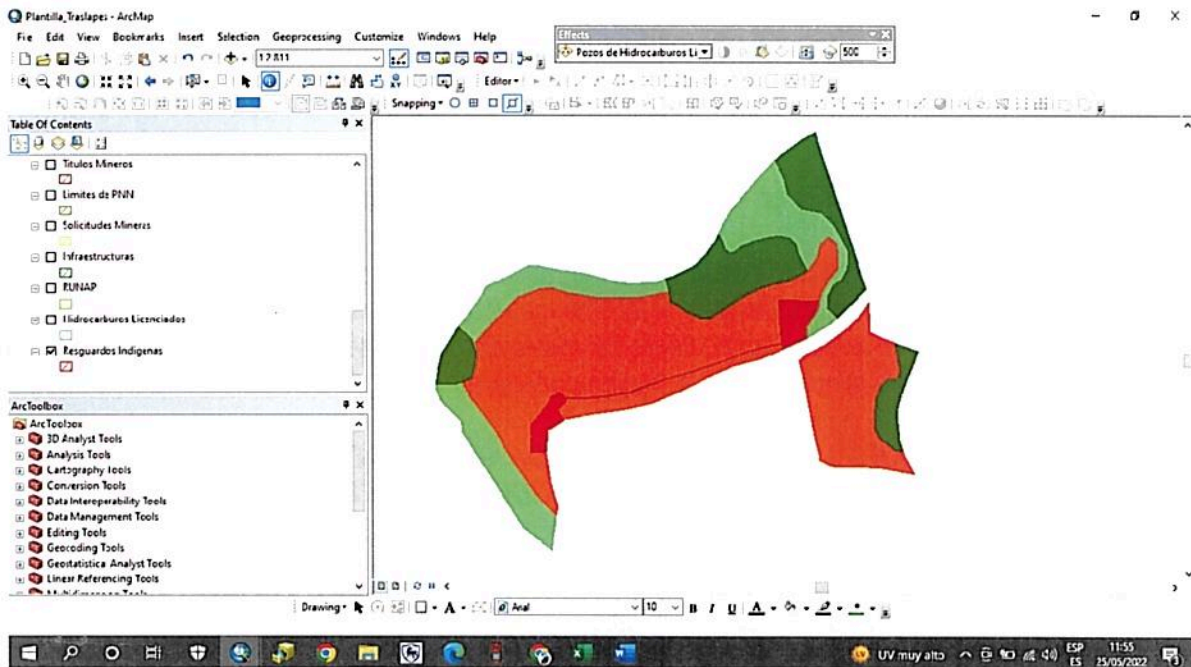 Plantilla_Traslapes - ArcMap
File Edit View Bookmarks Insert Selection Geoprocessing Customize Windows Help
Effects
Pozos de Hidrocarburos Li
500
Editor
Snapping
Table Of Contents
Titulos Mineros
Limites de PNN
Solicitudes Mineras
Infraestructuras
RUNAP
Hidrocarburos Licenciados
Resguardos Indigenas
ArcToolbox
ArcToolbox
3D Analyst Tools
Analysis Tools
Cartography Tools
Conversion Tools
Data Interoperability Tools
Data Management Tools
Editing Tools
Geocoding Tools
Geostatistical Analyst Tools
Linear Referencing Tools
Drawing
A
Arial
10
B I U A
UV muy alto
ESP
ES
11:55
25/05/2022